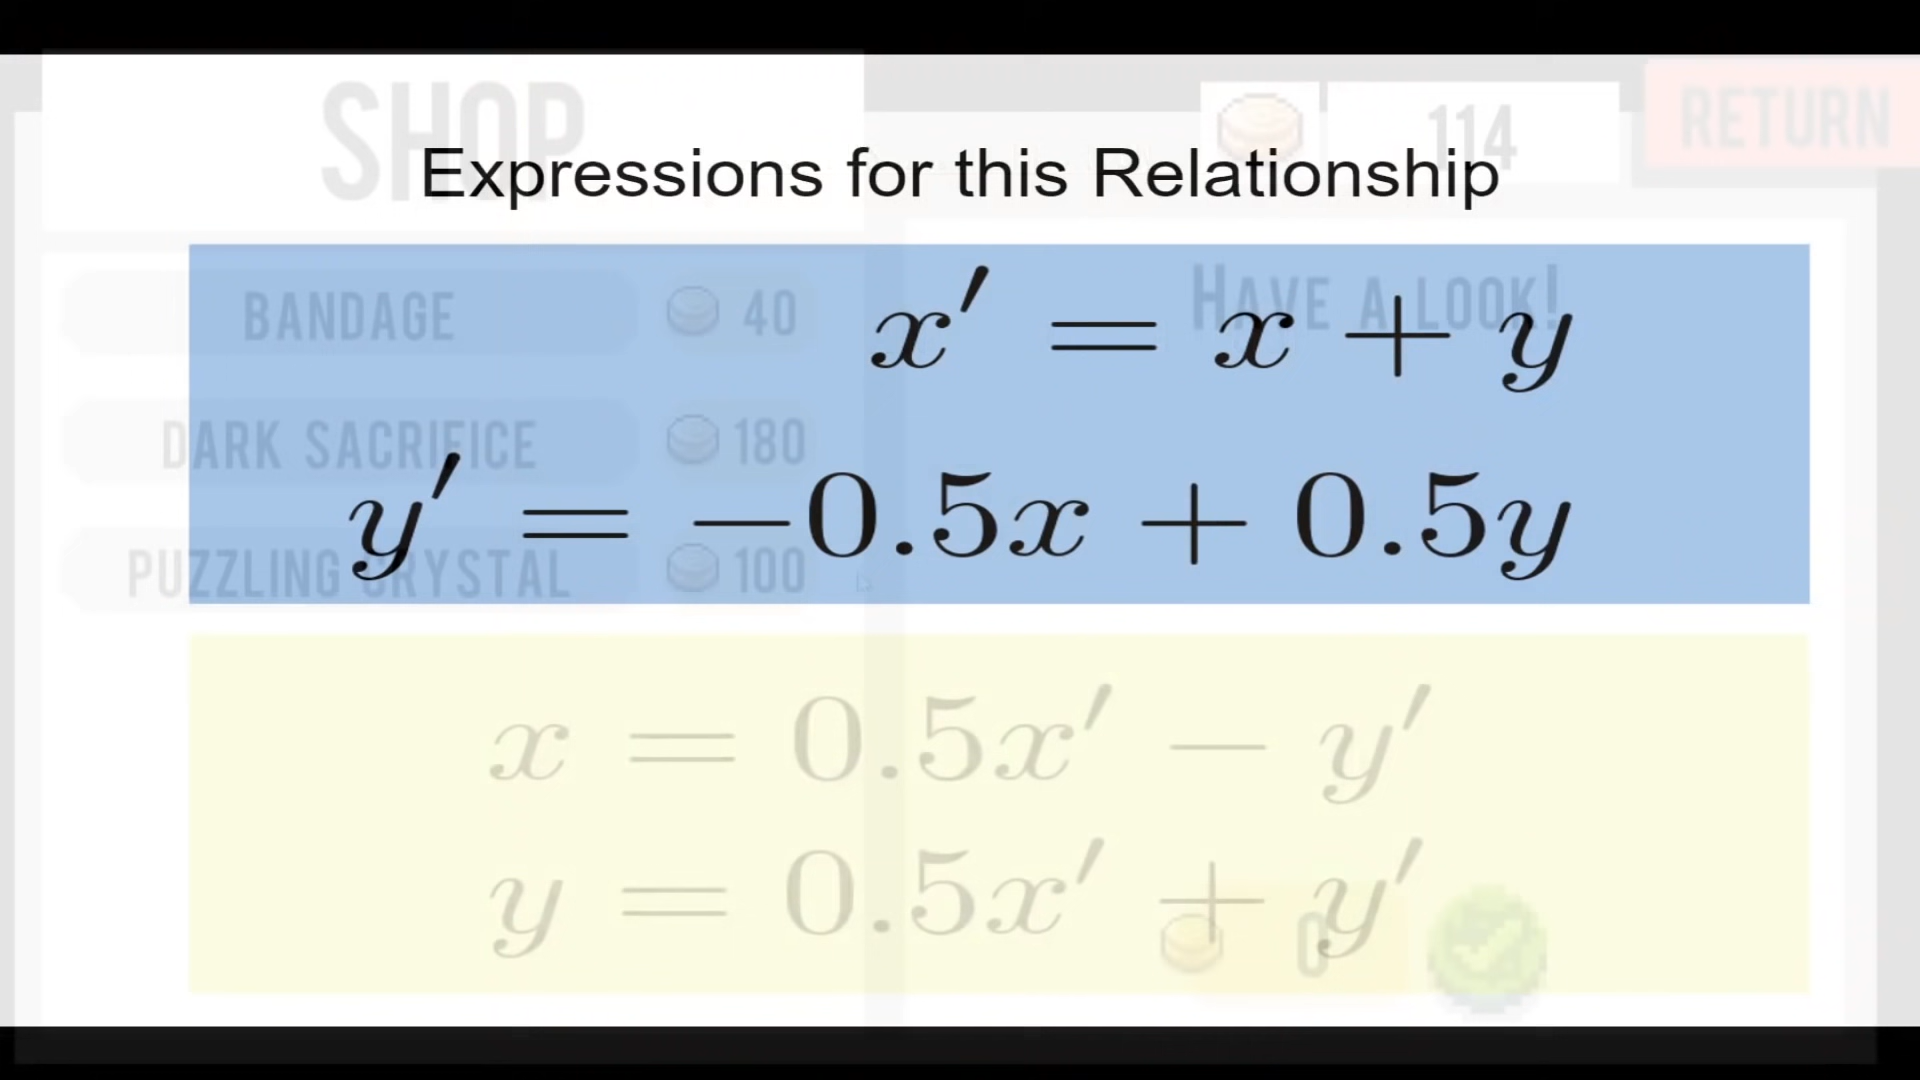 SHOP
114
RETURN
Expressions for this Relationship
HAVE A LOOK!
BANDAGE 40
x′ = x + y
DARK SACRIFICE 180
y′ = −0.5x + 0.5y
PUZZLING CRYSTAL 100
x = 0.5x′ − y′
y = 0.5x′ + y′
0